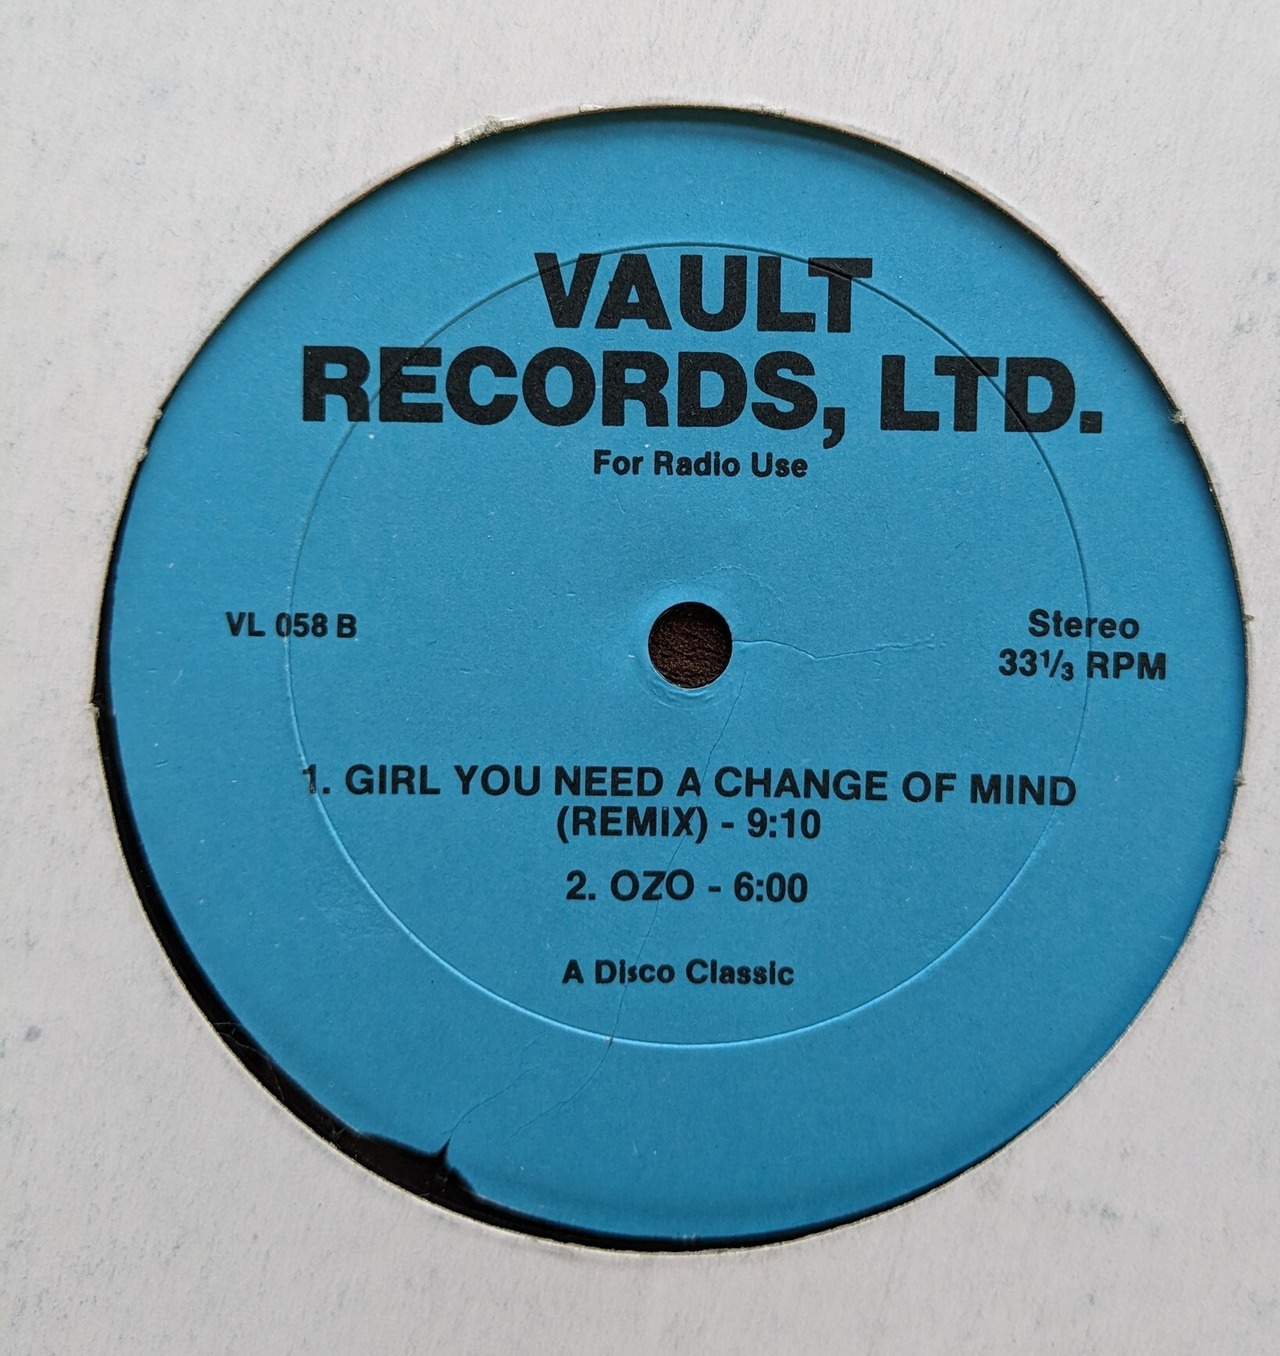 VAULT
RECORDS, LTD.
For Radio Use
VL 058 B
Stereo
33⅓ RPM
1. GIRL YOU NEED A CHANGE OF MIND
(REMIX) - 9:10
2. OZO - 6:00
A Disco Classic